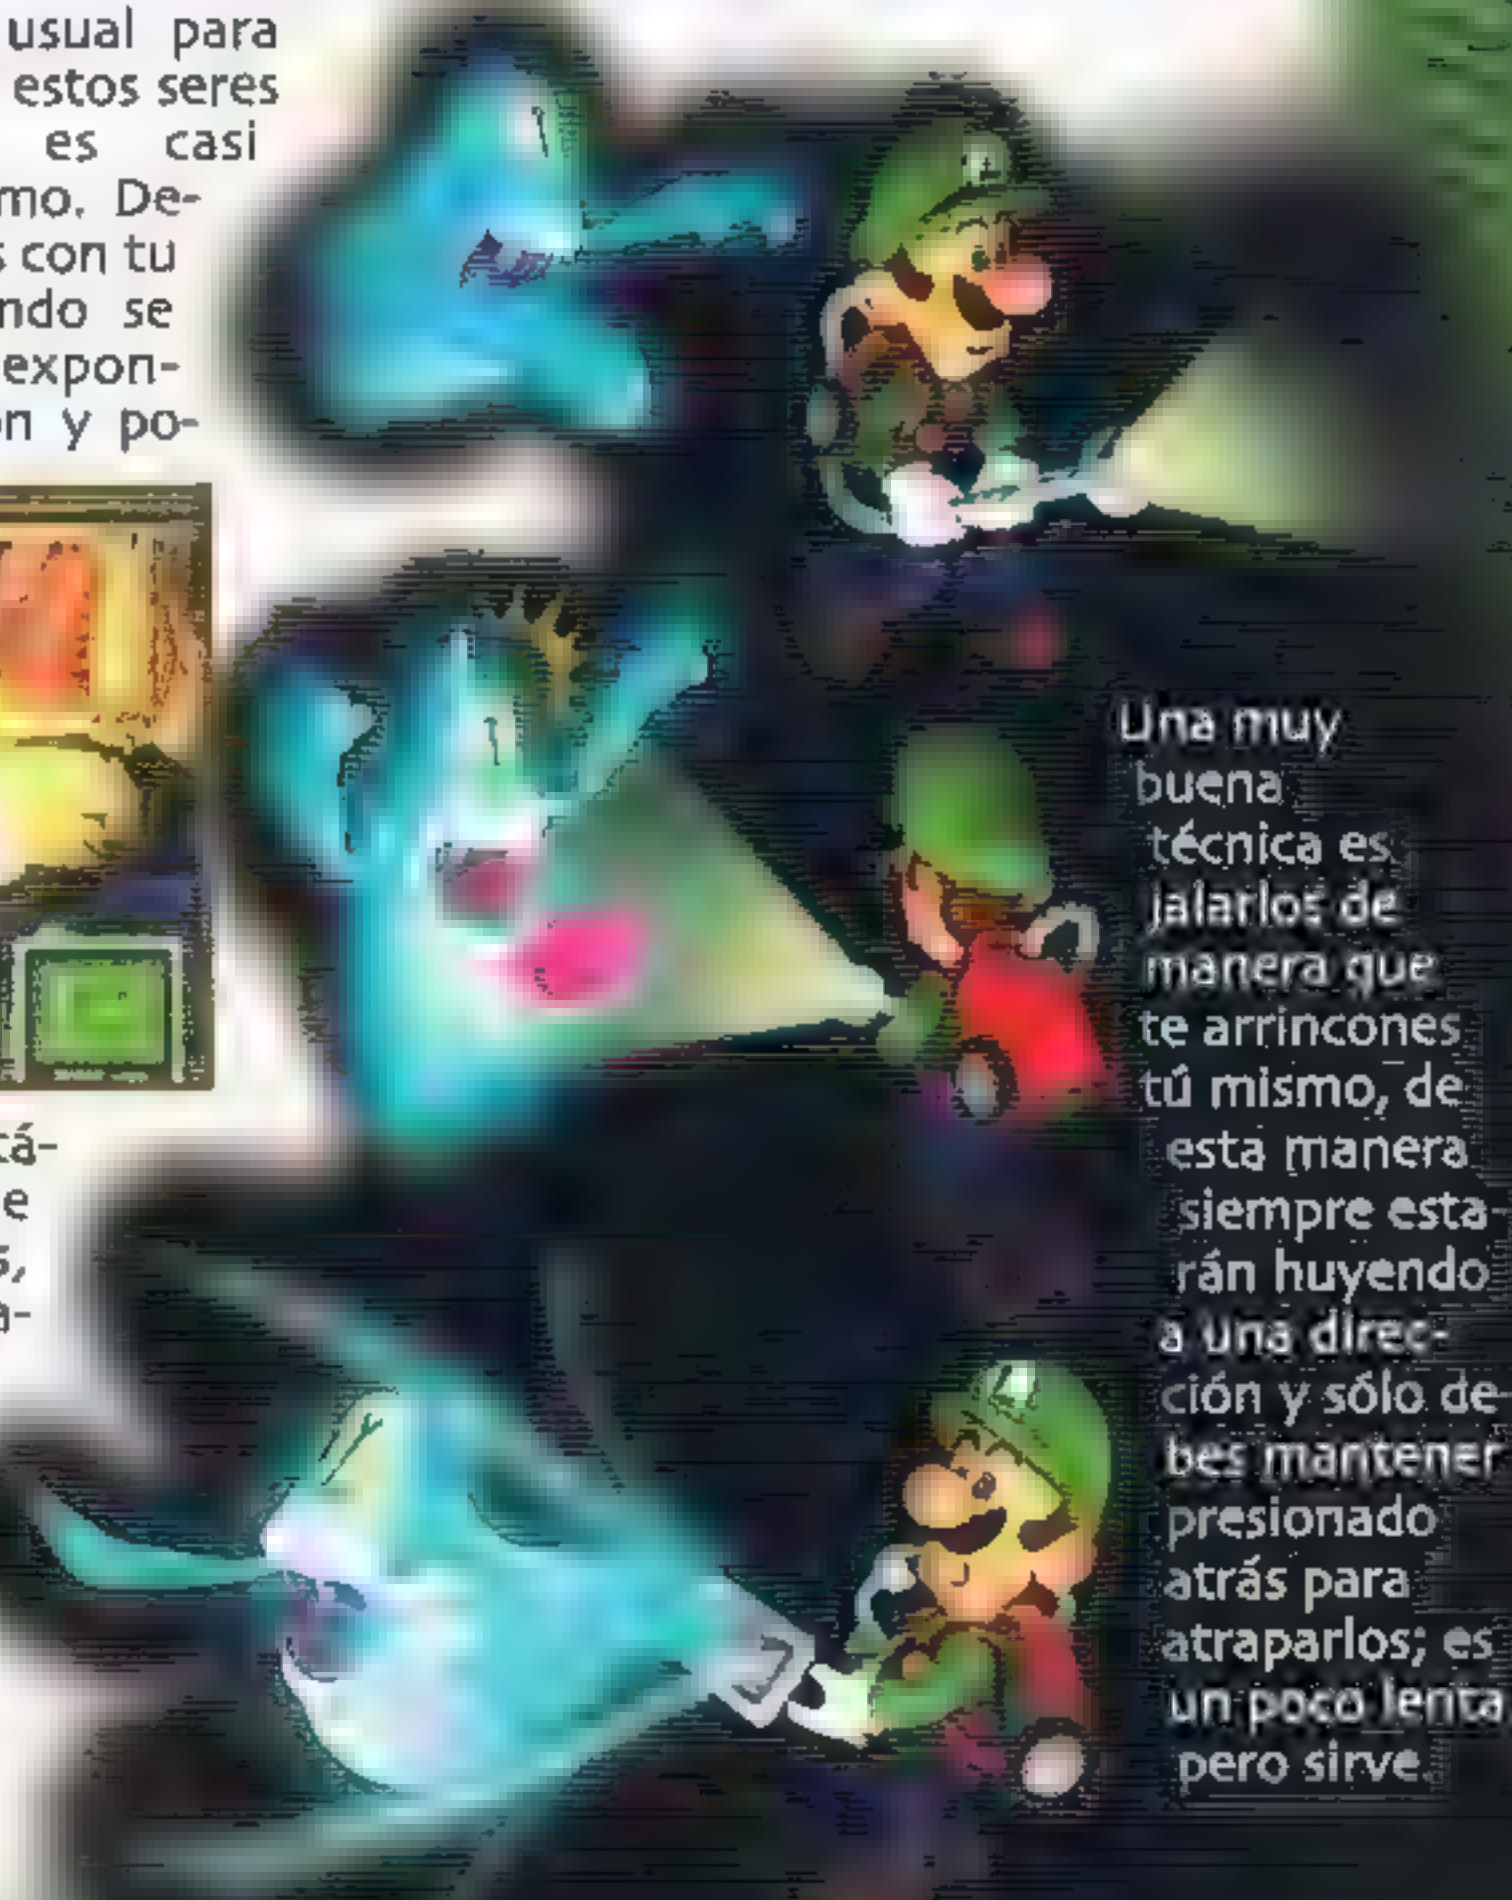 usual para
estos seres
es casi
mo. De-
s con tu
ndo se
expon-
ón y po-
tá-
e
s,
a-
Una muy
buena
técnica es
jalarlos de
manera que
te arrincones
tú mismo, de
esta manera
siempre esta-
rán huyendo
a una direc-
ción y sólo de
bes mantener
presionado
atrás para
atraparlos; es
un poco lenta
pero sirve.